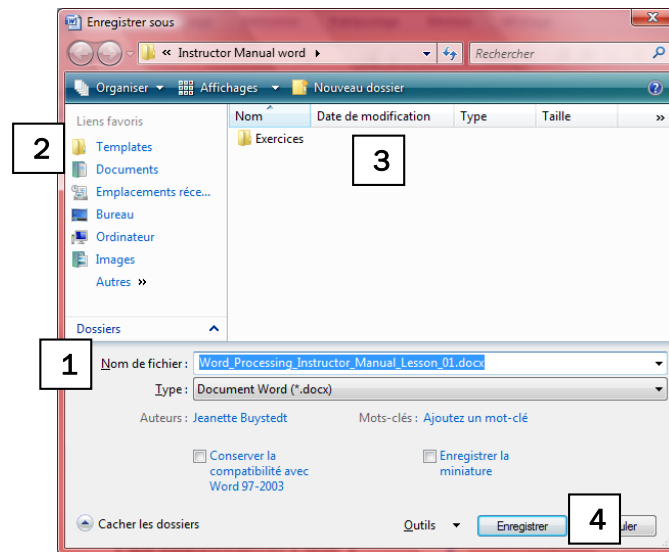 Enregistrer sous
« Instructor Manual word
Rechercher
Organiser Affichages Nouveau dossier
Liens favoris
Nom Date de modification Type Taille »
2
Templates
Exercices
3
Documents
Emplacements réce...
Bureau
Ordinateur
Images
Autres »
Dossiers
1
Nom de fichier : Word_Processing_Instructor_Manual_Lesson_01.docx
Type : Document Word (*.docx)
Auteurs : Jeanette Buystedt Mots-clés : Ajoutez un mot-clé
Conserver la
compatibilité avec
Word 97-2003
Enregistrer la
miniature
Cacher les dossiers
Outils
Enregistrer
4